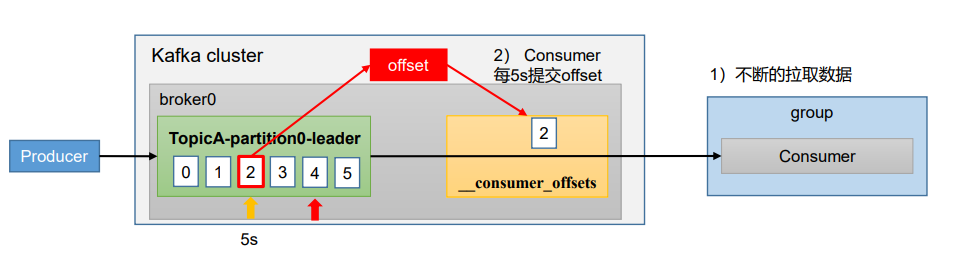 Kafka cluster
offset
2） Consumer
每5s提交offset
1）不断的拉取数据
broker0
group
Producer
TopicA-partition0-leader
0 1 2 3 4 5
2
__consumer_offsets
Consumer
5s